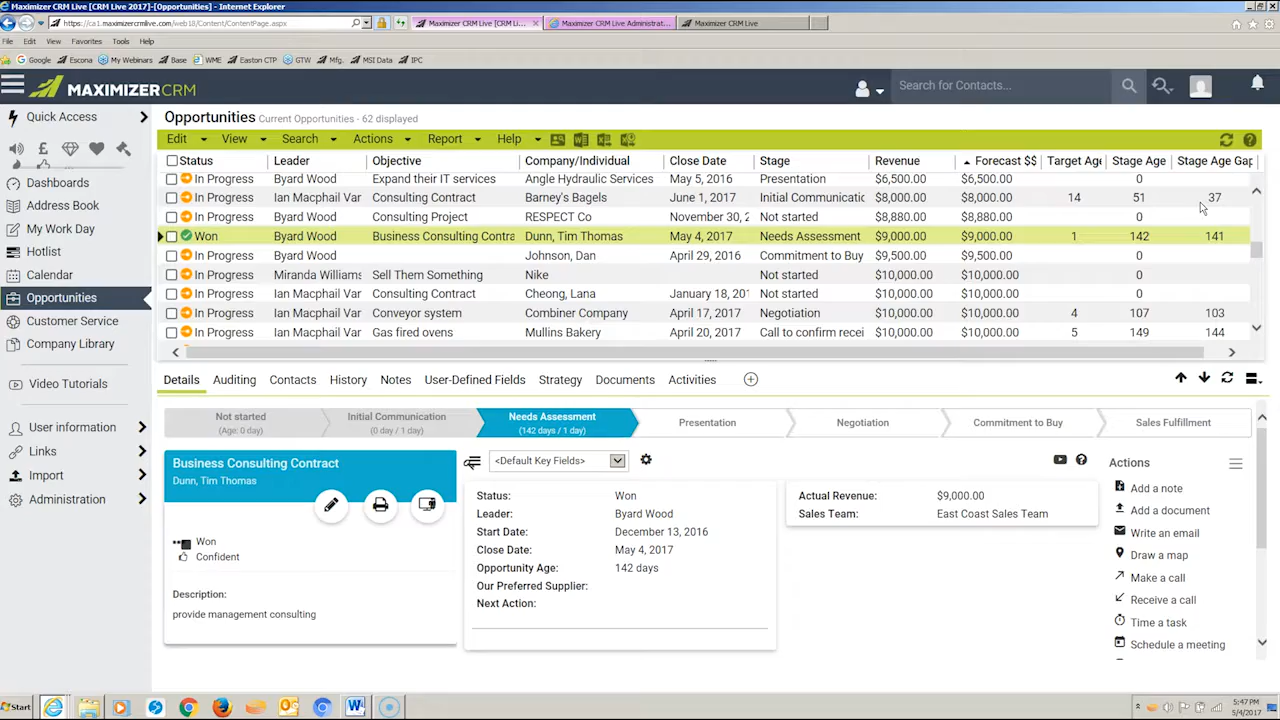 Maximizer CRM Live [CRM Live 2017]-[Opportunities] - Internet Explorer
https://ca1.maximizercrmlive.com/web18/Content/ContentPage.aspx
Maximizer CRM Live [CRM Li...
Maximizer CRM Live Administrat...
Maximizer CRM Live
File Edit View Favorites Tools Help
Google Escona My Webinars Base WME Easton CTP GTW Mfg. MSI Data IPC
MAXIMIZER CRM
Search for Contacts...
Quick Access
Dashboards
Address Book
My Work Day
Hotlist
Calendar
Opportunities
Customer Service
Company Library
Video Tutorials
User information
Links
Import
Administration
Opportunities Current Opportunities - 62 displayed
Edit View Search Actions Report Help
Status Leader Objective Company/Individual Close Date Stage Revenue Forecast $$ Target Age Stage Age Stage Age Gap
In Progress Byard Wood Expand their IT services Angle Hydraulic Services May 5, 2016 Presentation $6,500.00 $6,500.00 0
In Progress Ian Macphail Var Consulting Contract Barney's Bagels June 1, 2017 Initial Communicatic $8,000.00 $8,000.00 14 51 37
In Progress Byard Wood Consulting Project RESPECT Co November 30, 2 Not started $8,880.00 $8,880.00 0
Won Byard Wood Business Consulting Contra Dunn, Tim Thomas May 4, 2017 Needs Assessment $9,000.00 $9,000.00 1 142 141
In Progress Byard Wood Johnson, Dan April 29, 2016 Commitment to Buy $9,500.00 $9,500.00 0
In Progress Miranda Williams Sell Them Something Nike Not started $10,000.00 $10,000.00 0
In Progress Ian Macphail Var Consulting Contract Cheong, Lana January 18, 201 Not started $10,000.00 $10,000.00 0
In Progress Ian Macphail Var Conveyor system Combiner Company April 17, 2017 Negotiation $10,000.00 $10,000.00 4 107 103
In Progress Ian Macphail Var Gas fired ovens Mullins Bakery April 20, 2017 Call to confirm recei $10,000.00 $10,000.00 5 149 144
Details Auditing Contacts History Notes User-Defined Fields Strategy Documents Activities
Not started
(Age: 0 day)
Initial Communication
(0 day / 1 day)
Needs Assessment
(142 days / 1 day)
Presentation
Negotiation
Commitment to Buy
Sales Fulfillment
Business Consulting Contract
Dunn, Tim Thomas
Won
Confident
Description:
provide management consulting
<Default Key Fields>
Status: Won
Leader: Byard Wood
Start Date: December 13, 2016
Close Date: May 4, 2017
Opportunity Age: 142 days
Our Preferred Supplier:
Next Action:
Actual Revenue: $9,000.00
Sales Team: East Coast Sales Team
Actions
Add a note
Add a document
Write an email
Draw a map
Make a call
Receive a call
Time a task
Schedule a meeting
Start
5:47 PM
5/4/2017